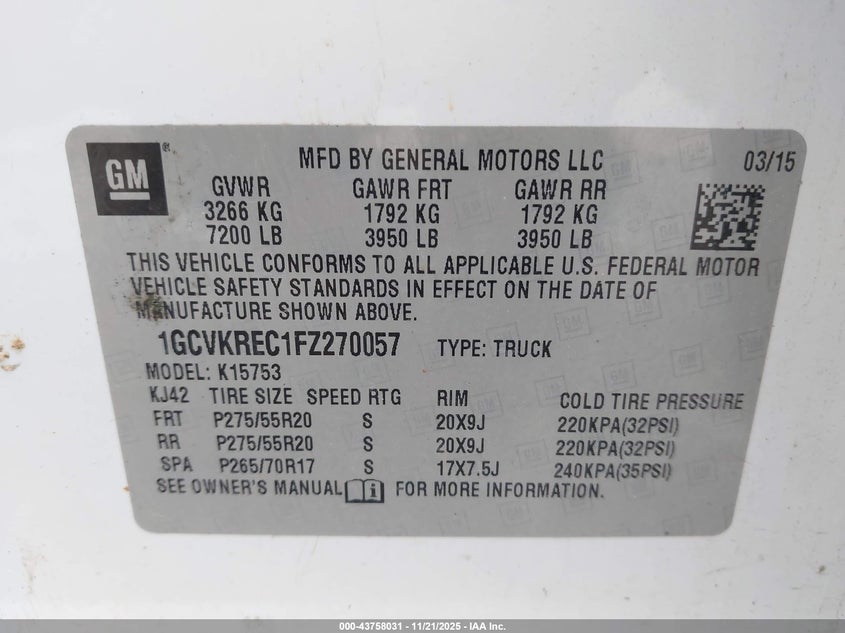 GM
MFD BY GENERAL MOTORS LLC 03/15
GVWR GAWR FRT GAWR RR
3266 KG 1792 KG 1792 KG
7200 LB 3950 LB 3950 LB
THIS VEHICLE CONFORMS TO ALL APPLICABLE U.S. FEDERAL MOTOR
VEHICLE SAFETY STANDARDS IN EFFECT ON THE DATE OF
MANUFACTURE SHOWN ABOVE.
1GCVKREC1FZ270057 TYPE: TRUCK
MODEL: K15753
KJ42 TIRE SIZE SPEED RTG RIM COLD TIRE PRESSURE
FRT P275/55R20 S 20X9J 220KPA(32PSI)
RR P275/55R20 S 20X9J 220KPA(32PSI)
SPA P265/70R17 S 17X7.5J 240KPA(35PSI)
SEE OWNER'S MANUAL i FOR MORE INFORMATION.
000-43758031 - 11/21/2025 - IAA Inc.